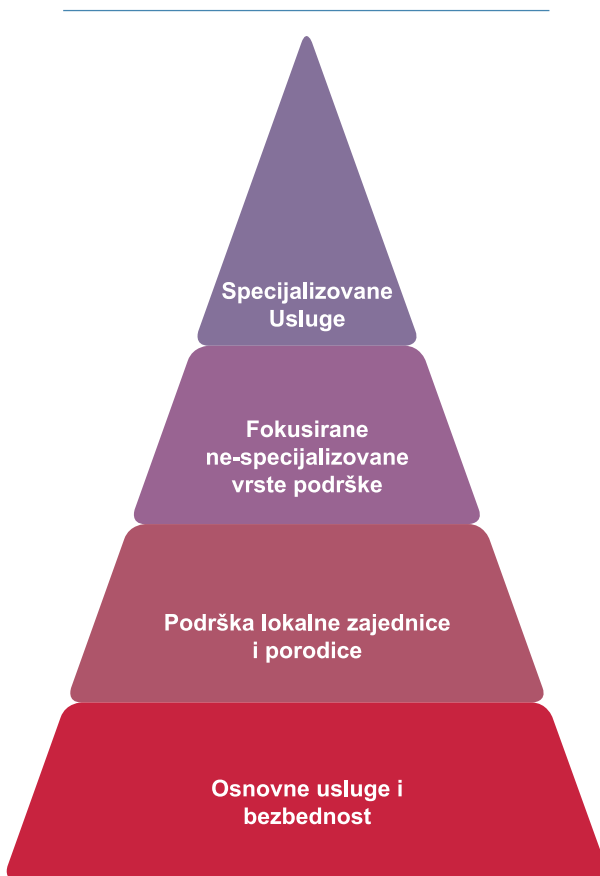 Specijalizovane
Usluge
Fokusirane
ne-specijalizovane
vrste podrške
Podrška lokalne zajednice
i porodice
Osnovne usluge i
bezbednost